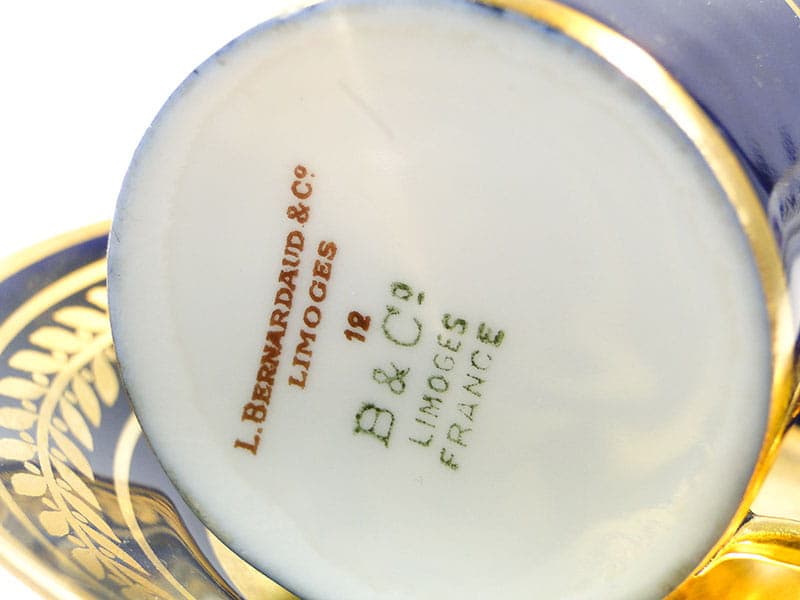 L. BERNARDAUD & Cº
LIMOGES
12
B & Cº
LIMOGES
FRANCE